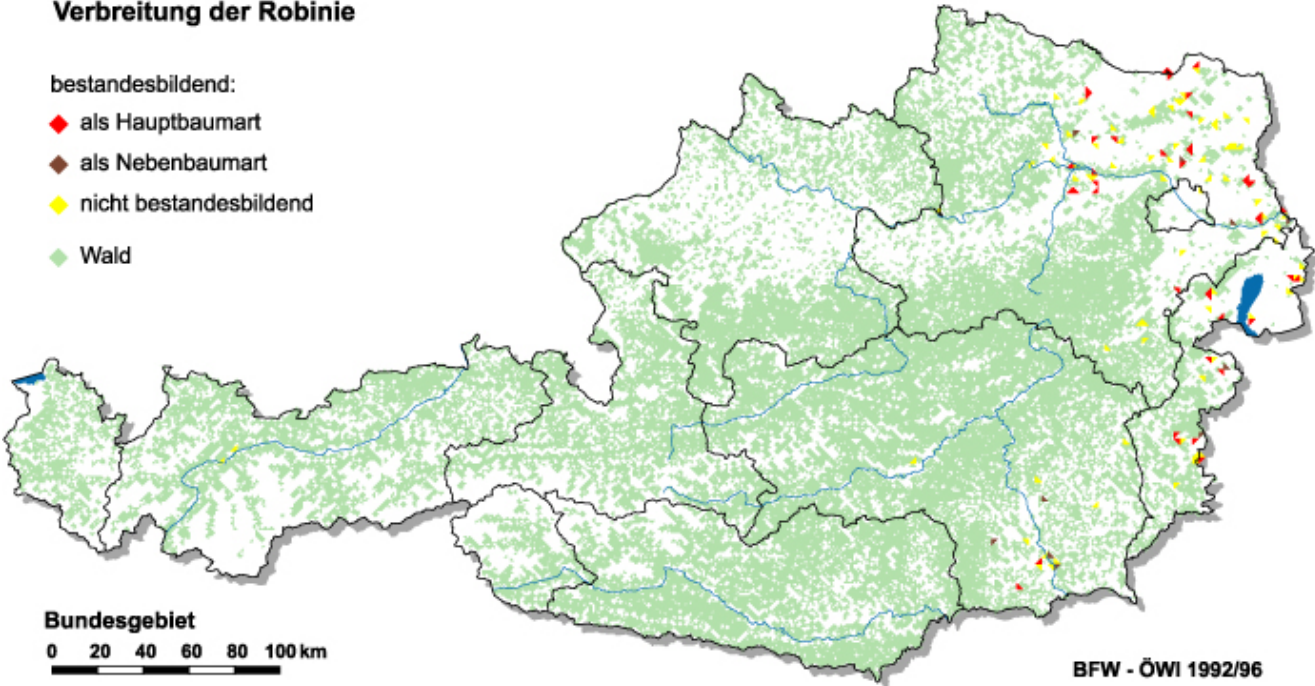 Verbreitung der Robinie
bestandesbildend:
als Hauptbaumart
als Nebenbaumart
nicht bestandesbildend
Wald
Bundesgebiet
0 20 40 60 80 100 km
BFW - ÖWI 1992/96